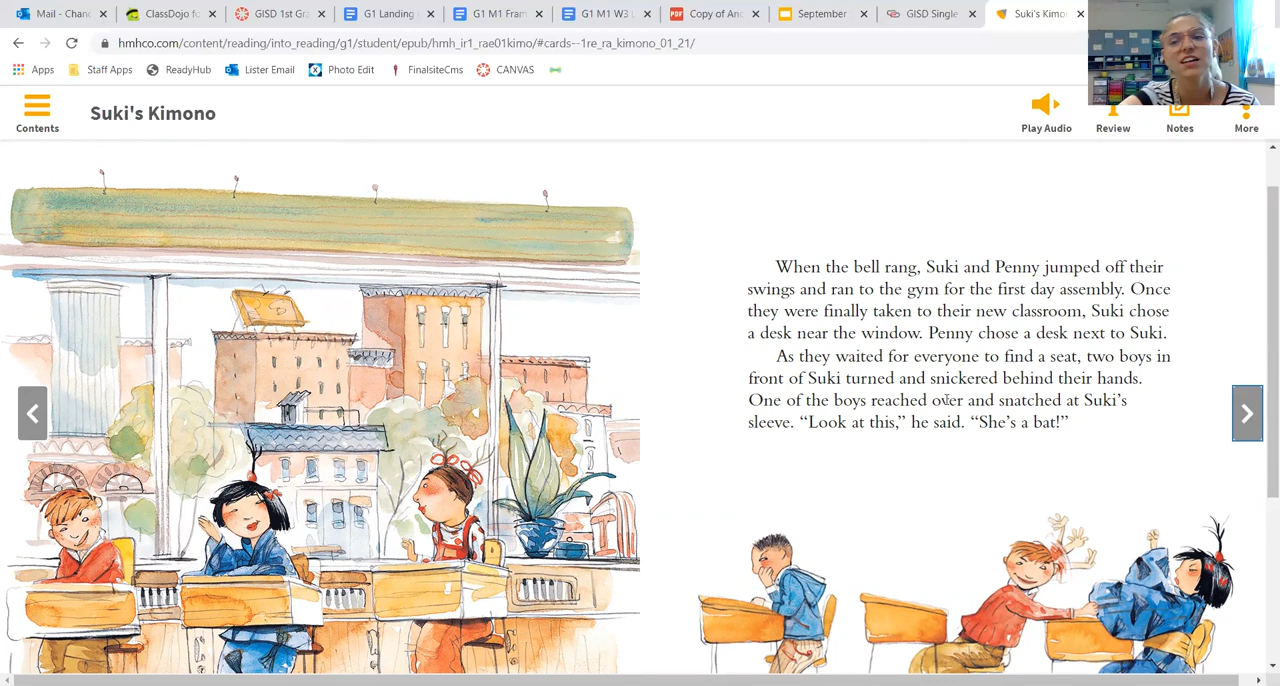 Mail - Chane
ClassDojo fo
GISD 1st Gra
G1 Landing
G1 M1 Fram
G1 M1 W3 L
Copy of Anc
September
GISD Single
Suki's Kimo
hmhco.com/content/reading/into_reading/g1/student/epub/hmh_ir1_rae01kimo/#cards--1re_ra_kimono_01_21/
Apps
Staff Apps
ReadyHub
Lister Email
Photo Edit
FinalsiteCms
CANVAS
Contents
Suki's Kimono
Play Audio
Review
Notes
More
When the bell rang, Suki and Penny jumped off their
swings and ran to the gym for the first day assembly. Once
they were finally taken to their new classroom, Suki chose
a desk near the window. Penny chose a desk next to Suki.
As they waited for everyone to find a seat, two boys in
front of Suki turned and snickered behind their hands.
One of the boys reached over and snatched at Suki's
sleeve. “Look at this,” he said. “She's a bat!”